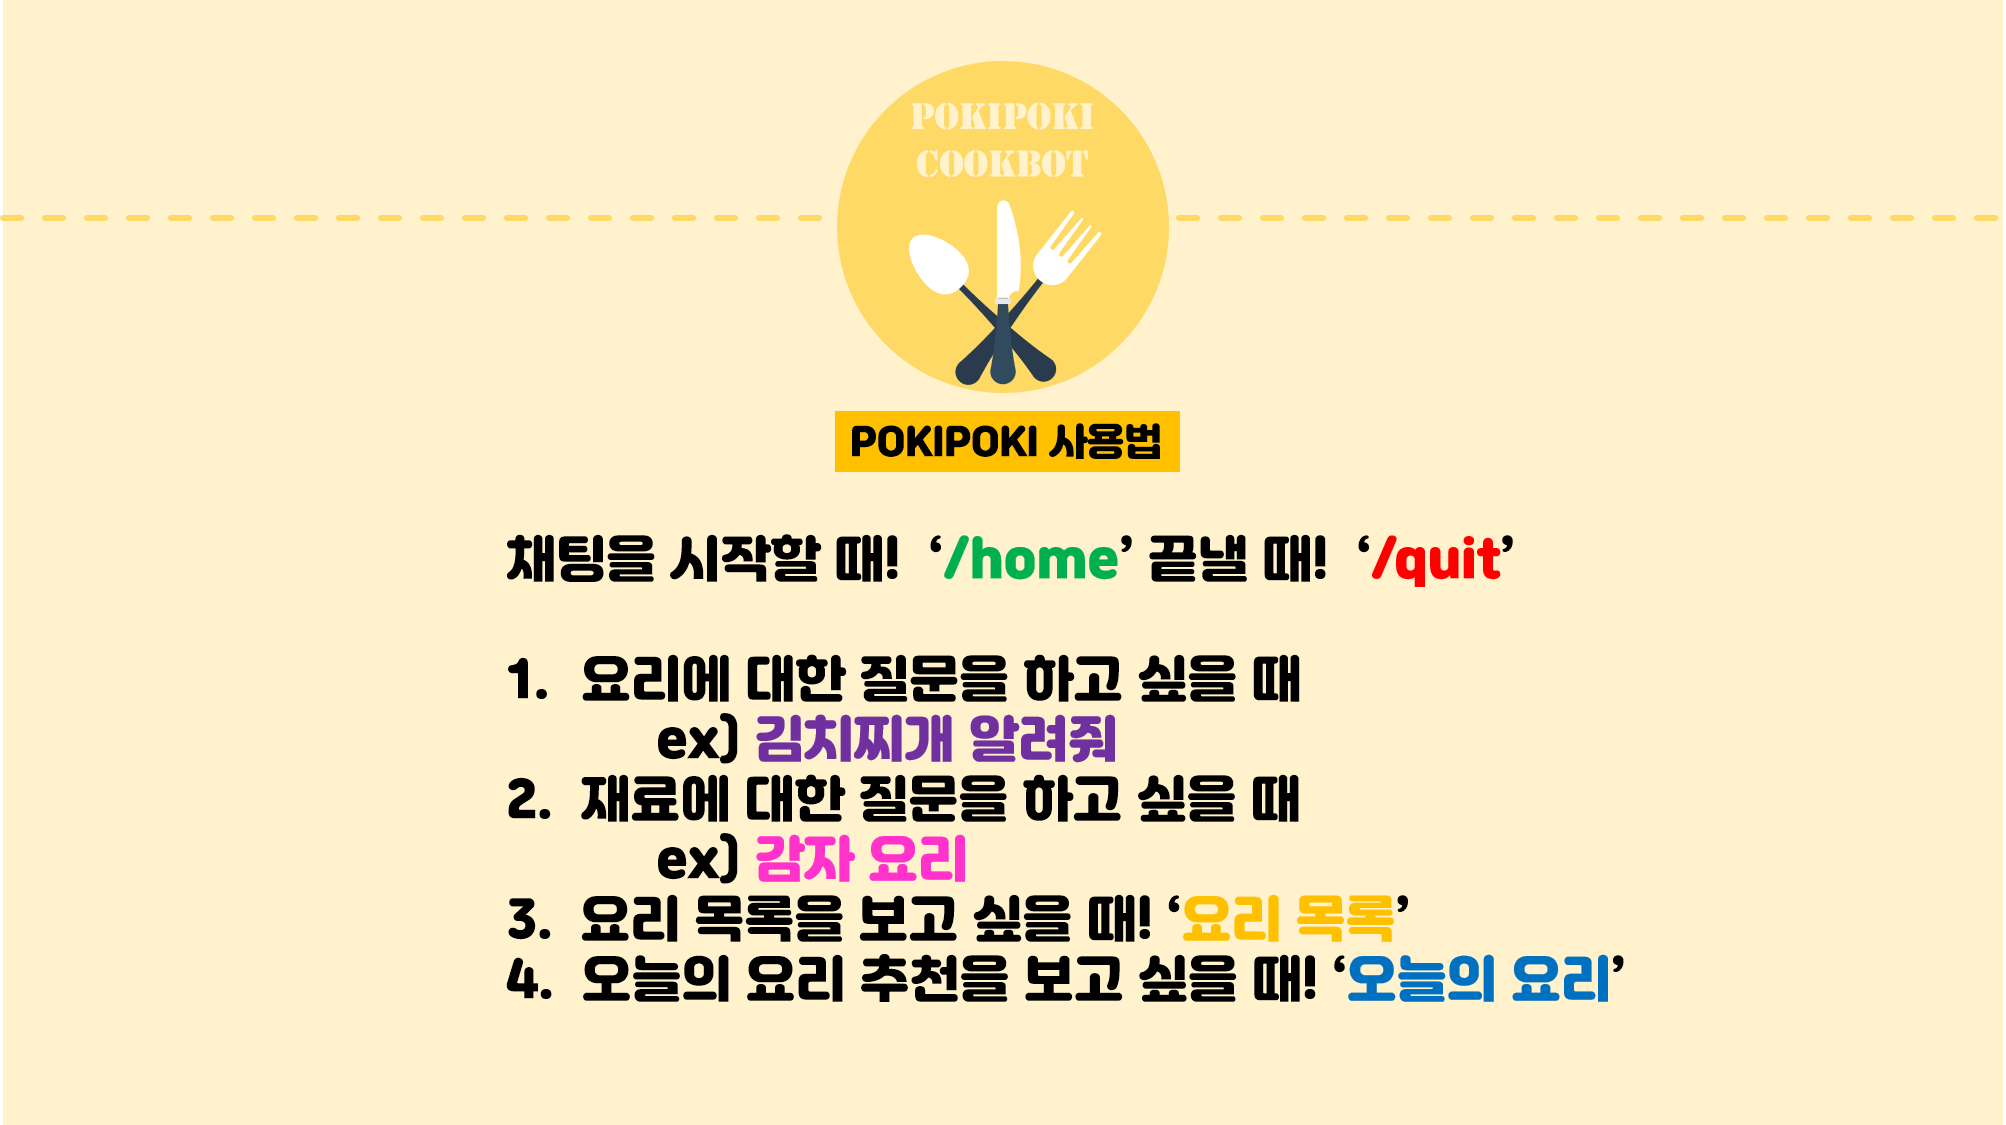 POKIPOKI
COOKBOT
POKIPOKI 사용법
채팅을 시작할 때! ‘/home’ 끝낼 때! ‘/quit’
1. 요리에 대한 질문을 하고 싶을 때
ex) 김치찌개 알려줘
2. 재료에 대한 질문을 하고 싶을 때
ex) 감자 요리
3. 요리 목록을 보고 싶을 때! ‘요리 목록’
4. 오늘의 요리 추천을 보고 싶을 때! ‘오늘의 요리’